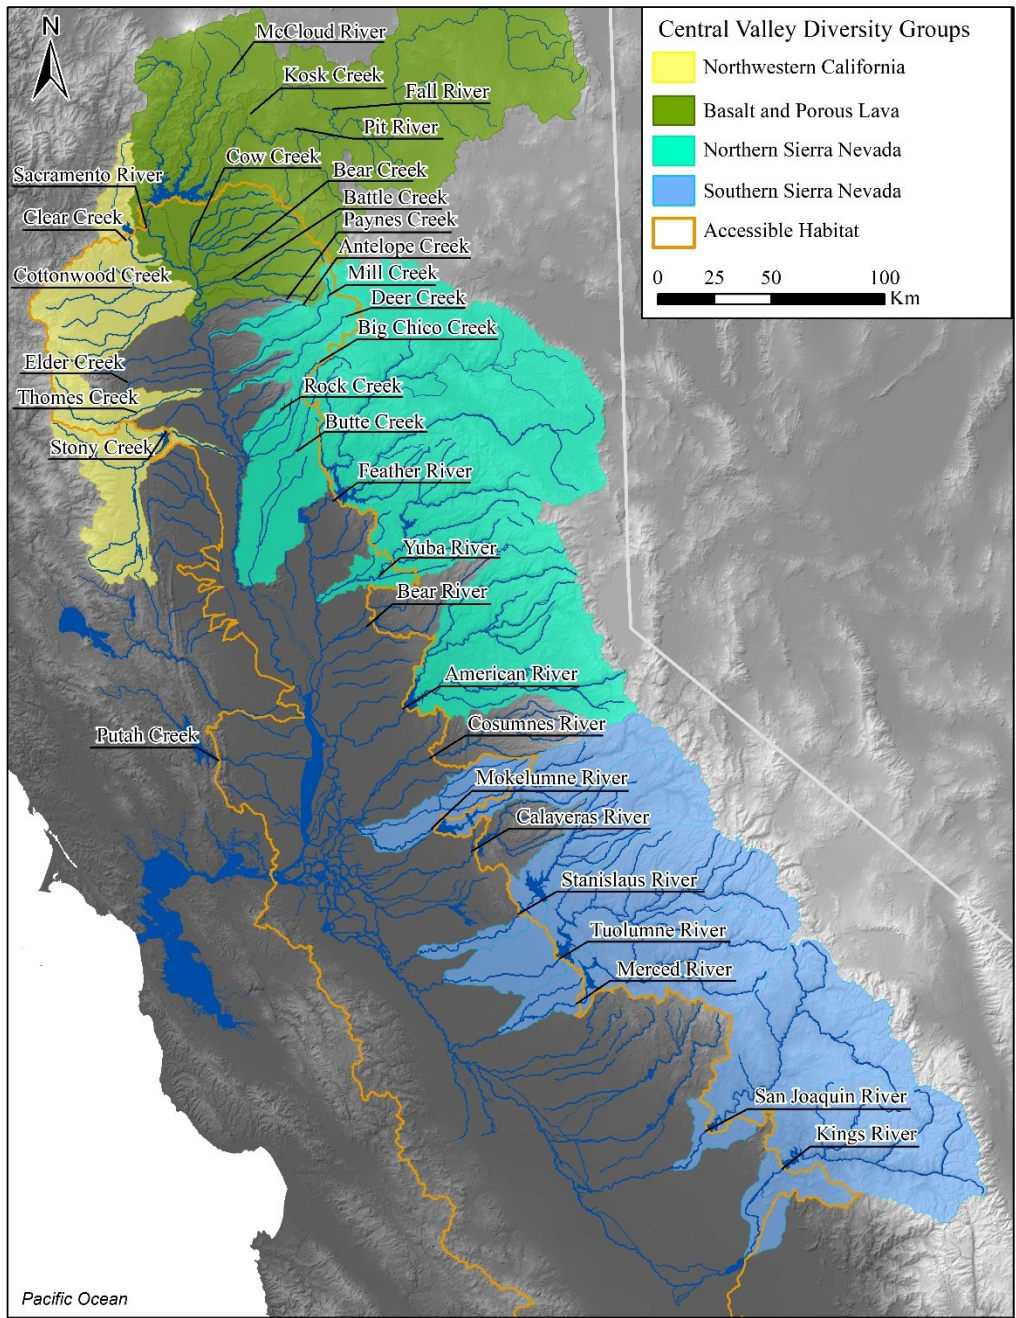 N
McCloud River
Kosk Creek
Fall River
Pit River
Cow Creek
Bear Creek
Sacramento River
Battle Creek
Clear Creek
Paynes Creek
Antelope Creek
Cottonwood Creek
Mill Creek
Deer Creek
Big Chico Creek
Elder Creek
Rock Creek
Thomes Creek
Butte Creek
Stony Creek
Feather River
Yuba River
Bear River
American River
Cosumnes River
Putah Creek
Mokelumne River
Calaveras River
Stanislaus River
Tuolumne River
Merced River
San Joaquin River
Kings River
Pacific Ocean
Central Valley Diversity Groups
Northwestern California
Basalt and Porous Lava
Northern Sierra Nevada
Southern Sierra Nevada
Accessible Habitat
0 25 50 100
Km